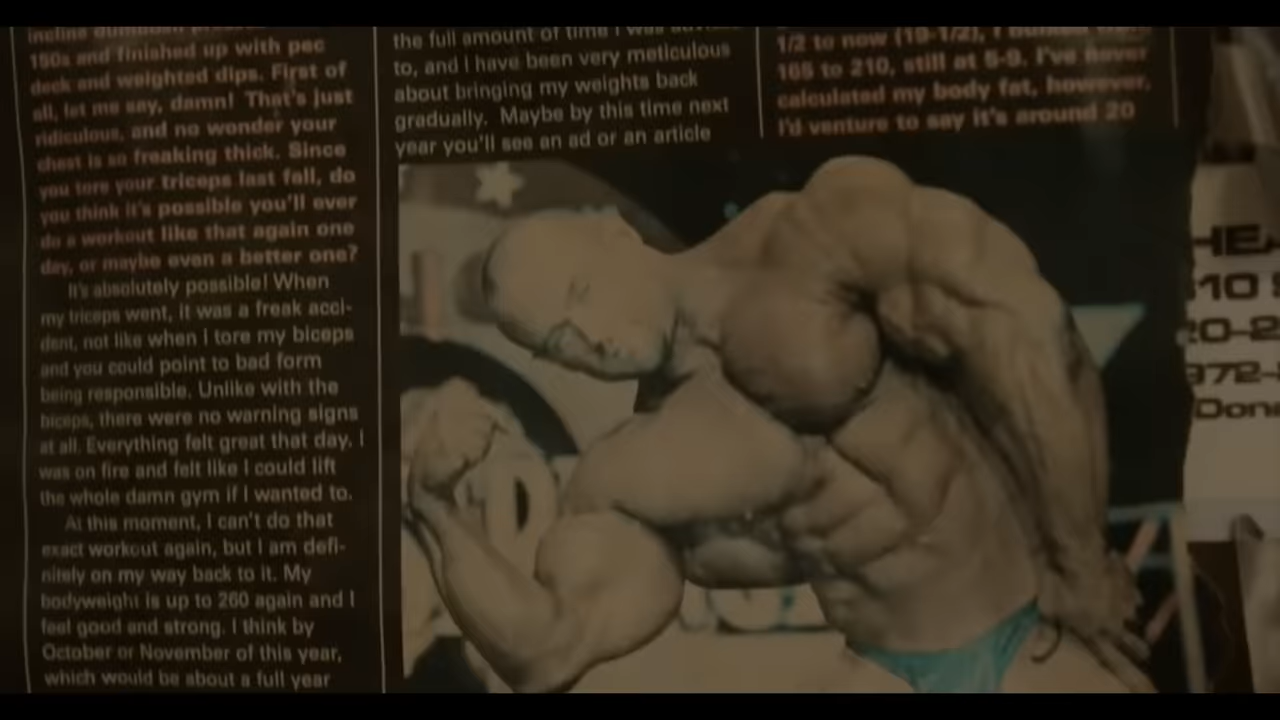 150s and finished up with pec
deck and weighted dips. First of
all, let me say, damn! That's just
ridiculous, and no wonder your
chest is so freaking thick. Since
you tore your triceps last fall, do
you think it's possible you'll ever
do a workout like that again one
day, or maybe even a better one?
It's absolutely possible! When
my triceps went, it was a freak acci-
dent, not like when I tore my biceps
and you could point to bad form
being responsible. Unlike with the
biceps, there were no warning signs
at all. Everything felt great that day. I
was on fire and felt like I could lift
the whole damn gym if I wanted to.
At this moment, I can't do that
exact workout again, but I am defi-
nitely on my way back to it. My
bodyweight is up to 260 again and I
feel good and strong. I think by
October or November of this year,
which would be about a full year
the full amount of time I was
to, and I have been very meticulous
about bringing my weights back
gradually. Maybe by this time next
year you'll see an ad or an article
1/2 to now (19-1/2), I
165 to 210, still at 5-9. I've never
calculated my body fat, however,
I'd venture to say it's around 20
HEA
10
20-2
972-
Don